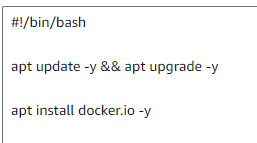 #!/bin/bash
apt update -y && apt upgrade -y
apt install docker.io -y